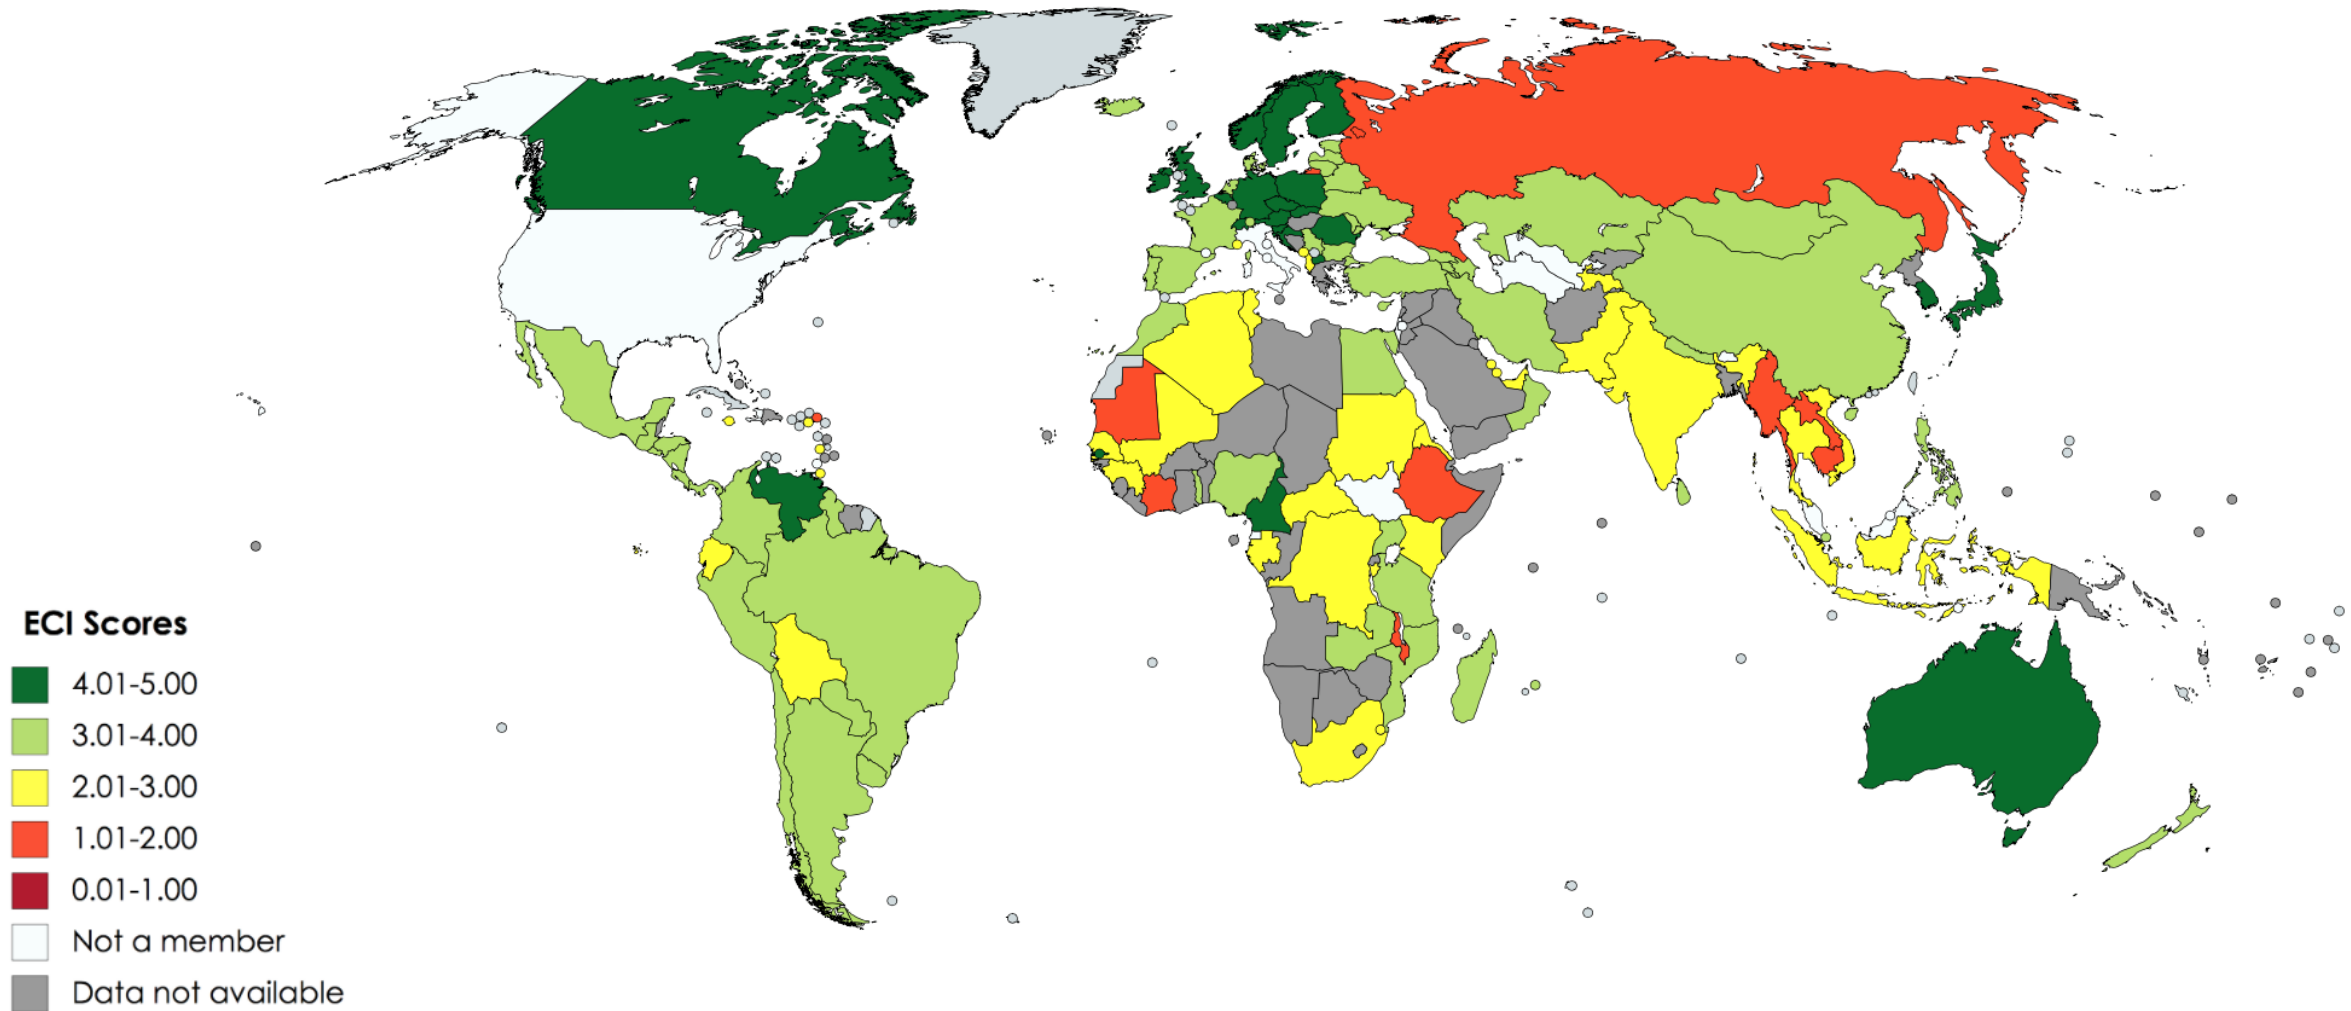 ECI Scores
4.01-5.00
3.01-4.00
2.01-3.00
1.01-2.00
0.01-1.00
Not a member
Data not available